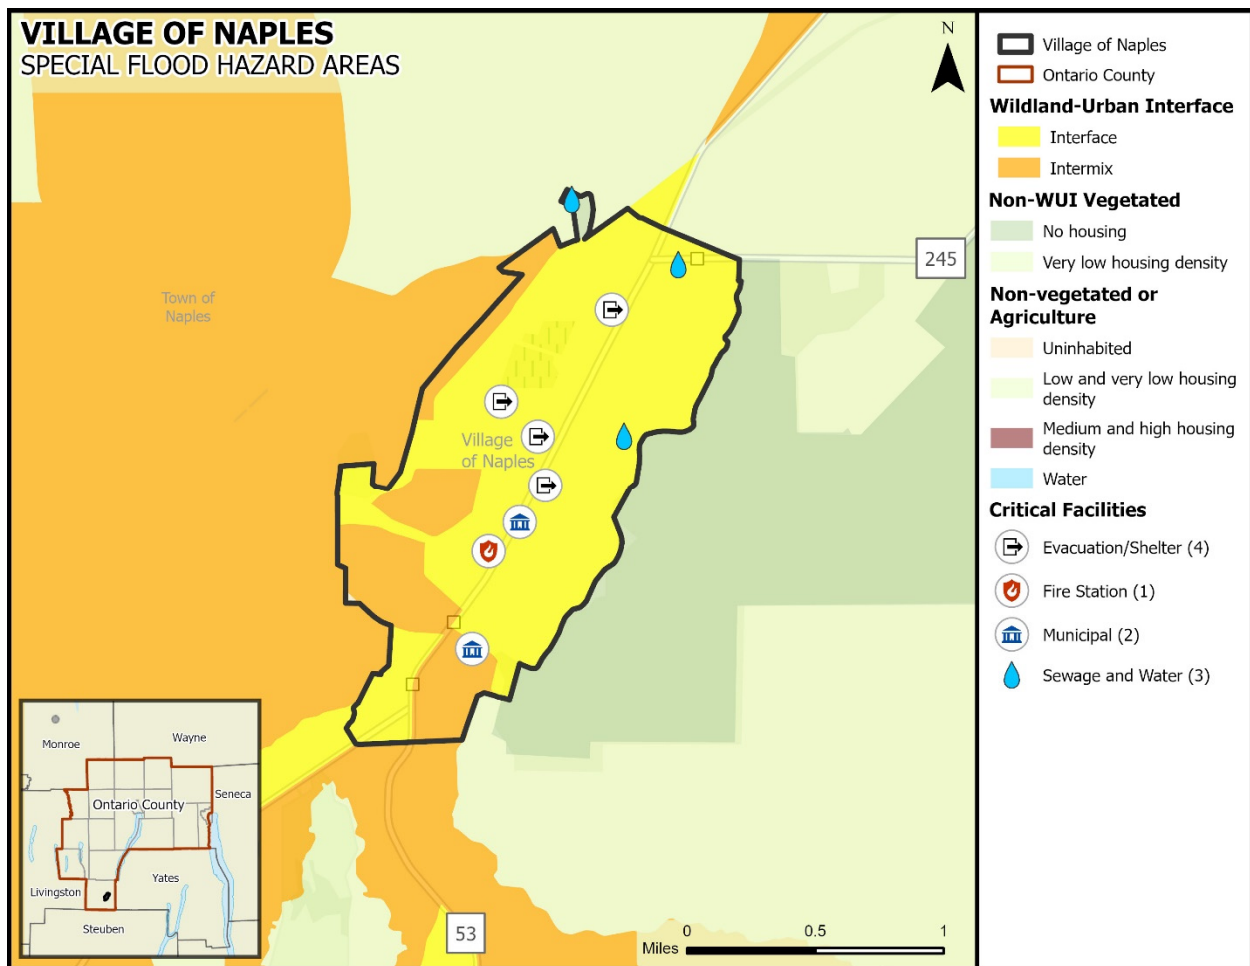 VILLAGE OF NAPLES
SPECIAL FLOOD HAZARD AREAS
N
245
Town of
Naples
Village
of Naples
53
Miles
0
0.5
1
Monroe
Wayne
Ontario County
Seneca
Livingston
Yates
Steuben
Village of Naples
Ontario County
Wildland-Urban Interface
Interface
Intermix
Non-WUI Vegetated
No housing
Very low housing density
Non-vegetated or
Agriculture
Uninhabited
Low and very low housing
density
Medium and high housing
density
Water
Critical Facilities
Evacuation/Shelter (4)
Fire Station (1)
Municipal (2)
Sewage and Water (3)